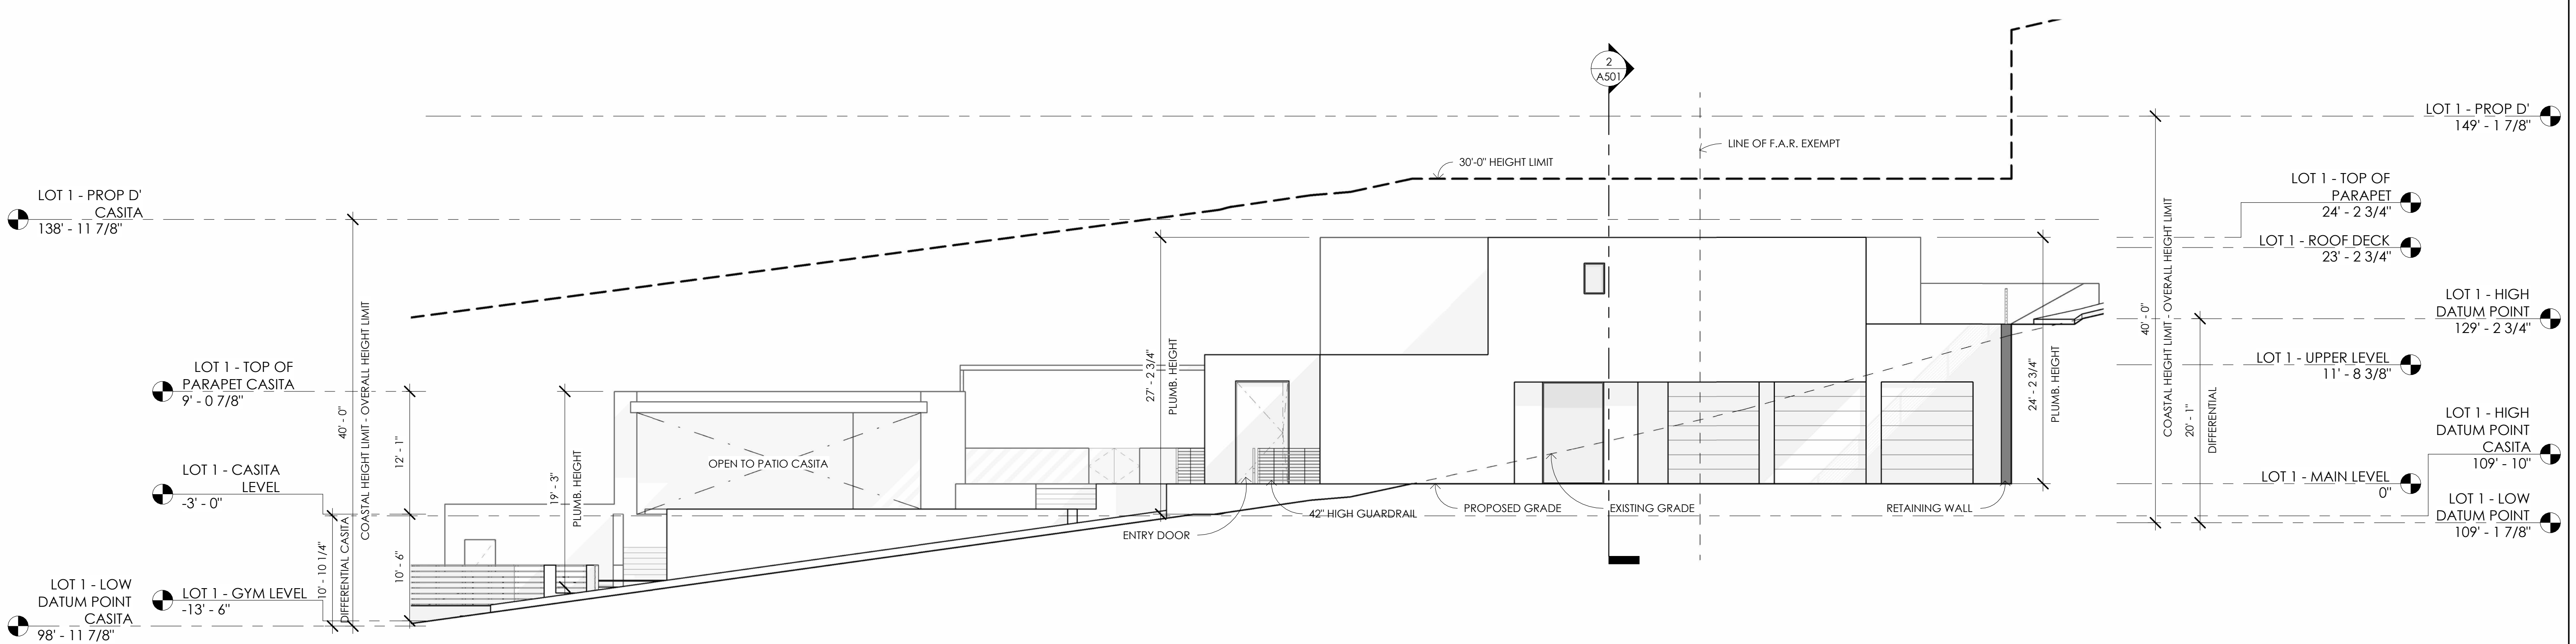 2
A501
LOT 1 - PROP D'
149' - 1 7/8"
LINE OF F.A.R. EXEMPT
30'-0" HEIGHT LIMIT
LOT 1 - PROP D'
CASITA
138' - 11 7/8"
LOT 1 - TOP OF
PARAPET
24' - 2 3/4"
LOT 1 - ROOF DECK
23' - 2 3/4"
LOT 1 - HIGH
DATUM POINT
129' - 2 3/4"
LOT 1 - UPPER LEVEL
11' - 8 3/8"
LOT 1 - HIGH
DATUM POINT
CASITA
109' - 10"
LOT 1 - MAIN LEVEL
0"
LOT 1 - LOW
DATUM POINT
109' - 1 7/8"
40' - 0"
COASTAL HEIGHT LIMIT - OVERALL HEIGHT LIMIT
20' - 1"
DIFFERENTIAL
24' - 2 3/4"
PLUMB. HEIGHT
27' - 2 3/4"
PLUMB. HEIGHT
LOT 1 - TOP OF
PARAPET CASITA
9' - 0 7/8"
40' - 0"
COASTAL HEIGHT LIMIT - OVERALL HEIGHT LIMIT
12' - 1"
19' - 3"
PLUMB. HEIGHT
OPEN TO PATIO CASITA
LOT 1 - CASITA
LEVEL
-3' - 0"
10' - 10 1/4"
DIFFERENTIAL CASITA
10' - 6"
LOT 1 - GYM LEVEL
-13' - 6"
LOT 1 - LOW
DATUM POINT
CASITA
98' - 11 7/8"
ENTRY DOOR
42" HIGH GUARDRAIL
PROPOSED GRADE
EXISTING GRADE
RETAINING WALL